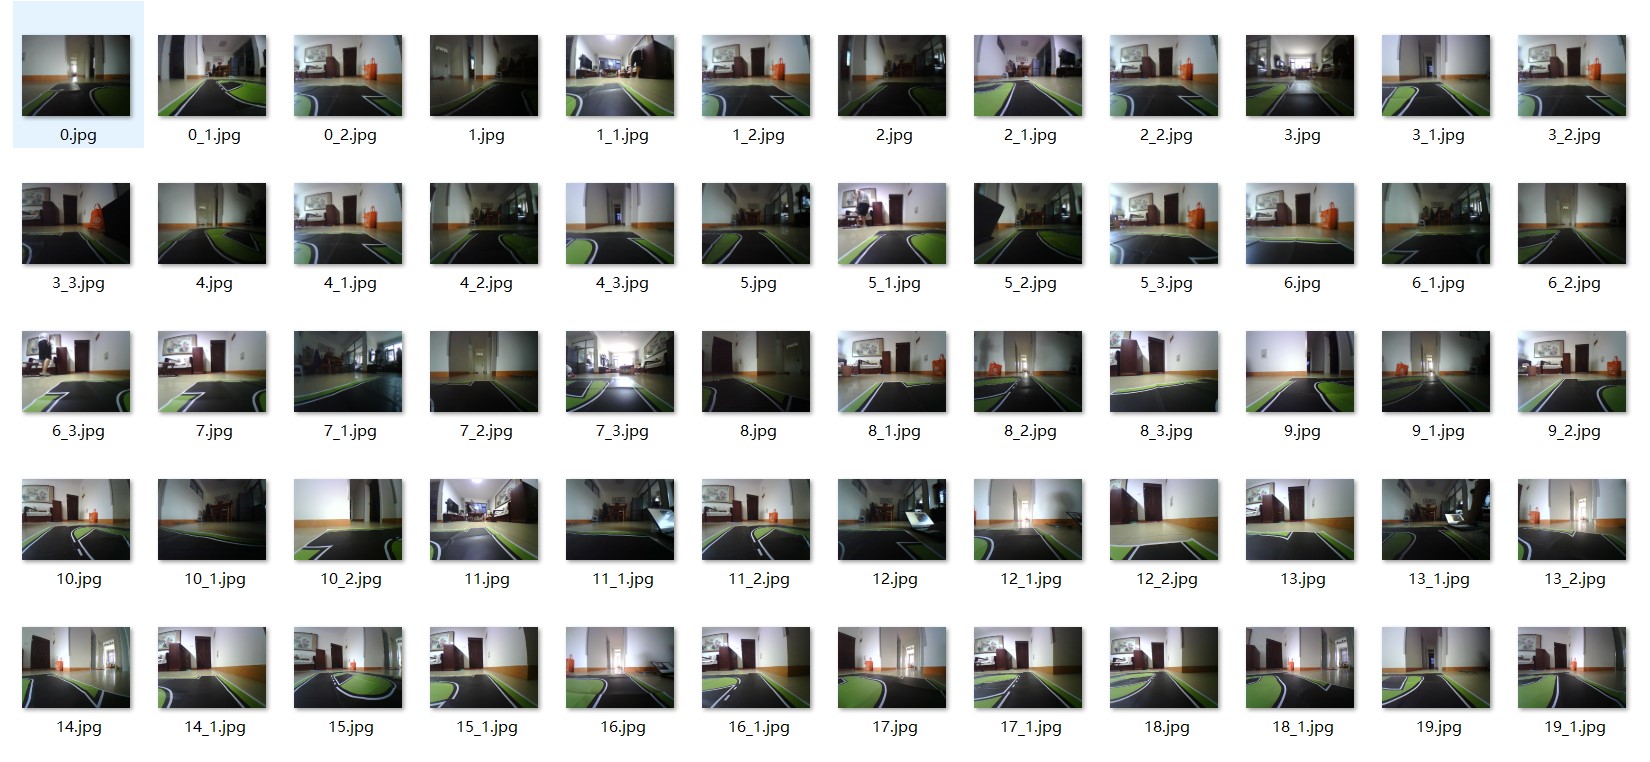 0.jpg 0_1.jpg 0_2.jpg 1.jpg 1_1.jpg 1_2.jpg 2.jpg 2_1.jpg 2_2.jpg 3.jpg 3_1.jpg 3_2.jpg
3_3.jpg 4.jpg 4_1.jpg 4_2.jpg 4_3.jpg 5.jpg 5_1.jpg 5_2.jpg 5_3.jpg 6.jpg 6_1.jpg 6_2.jpg
6_3.jpg 7.jpg 7_1.jpg 7_2.jpg 7_3.jpg 8.jpg 8_1.jpg 8_2.jpg 8_3.jpg 9.jpg 9_1.jpg 9_2.jpg
10.jpg 10_1.jpg 10_2.jpg 11.jpg 11_1.jpg 11_2.jpg 12.jpg 12_1.jpg 12_2.jpg 13.jpg 13_1.jpg 13_2.jpg
14.jpg 14_1.jpg 15.jpg 15_1.jpg 16.jpg 16_1.jpg 17.jpg 17_1.jpg 18.jpg 18_1.jpg 19.jpg 19_1.jpg